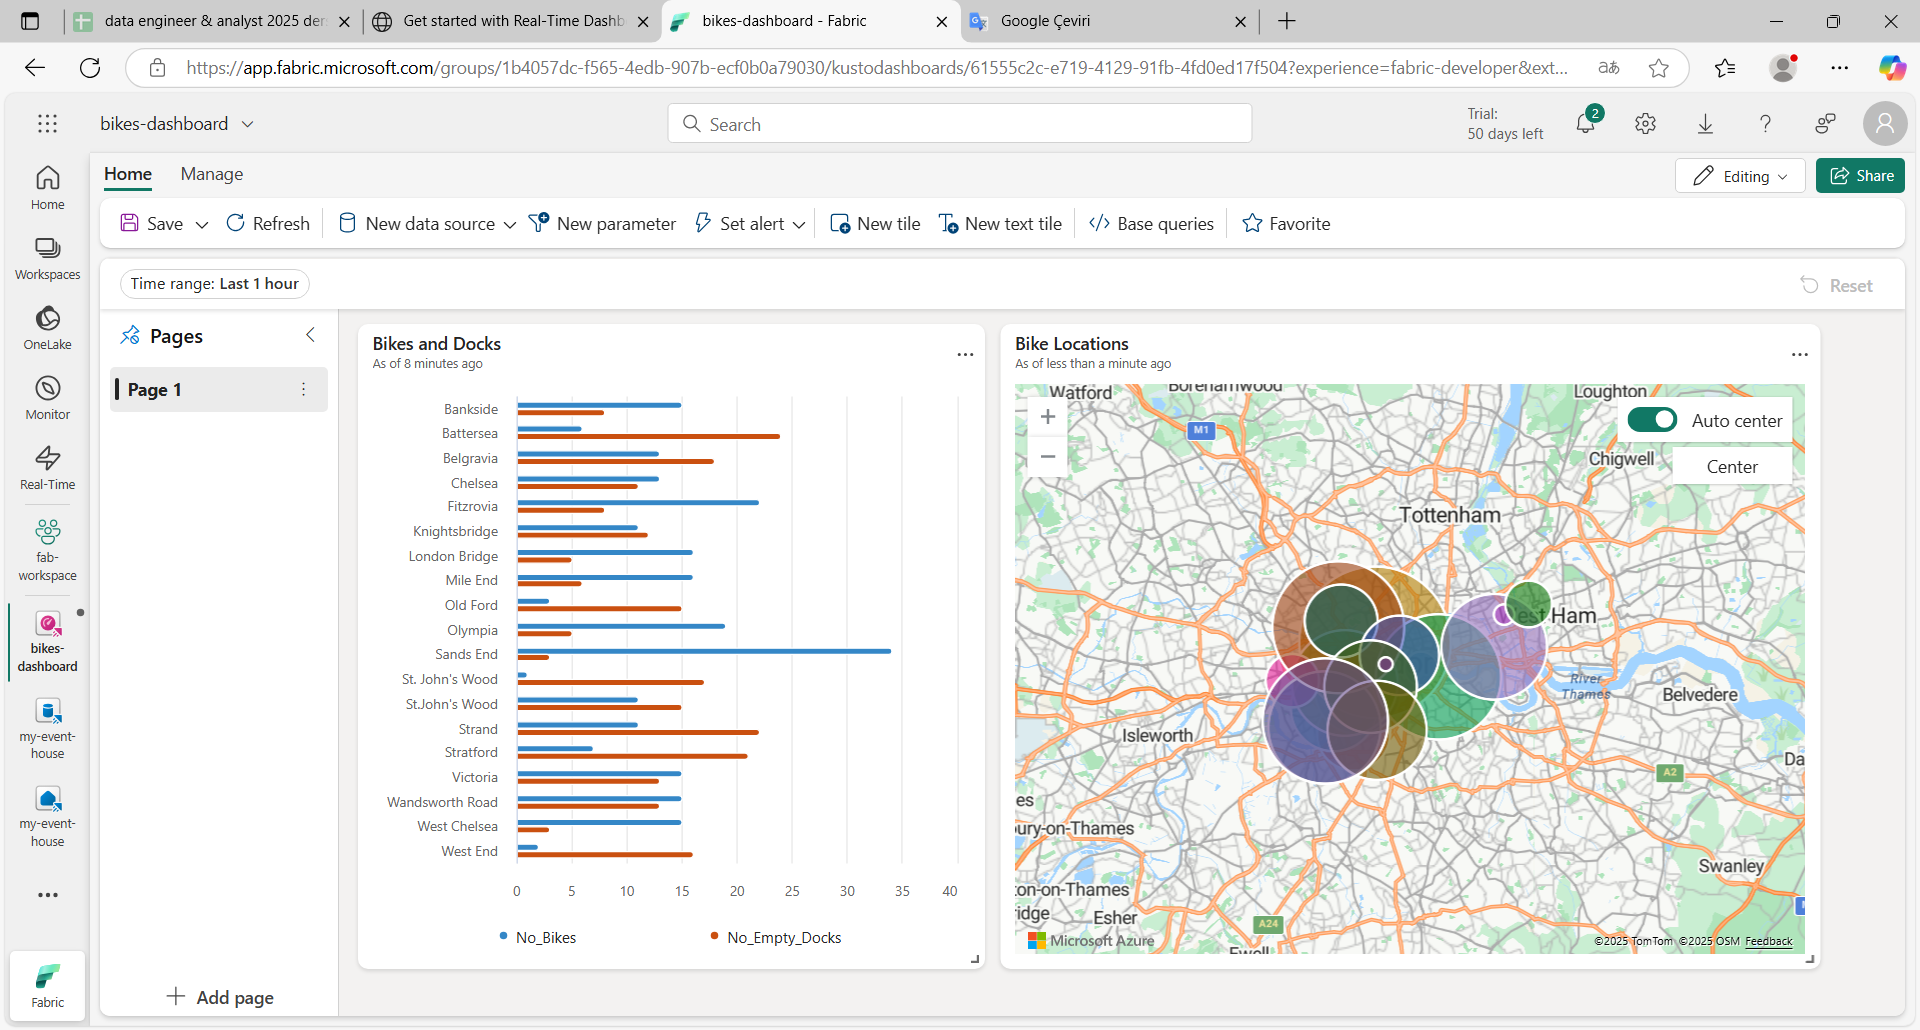 data engineer & analyst 2025 der
Get started with Real-Time Dashb
bikes-dashboard - Fabric
Google Çeviri
https://app.fabric.microsoft.com/groups/1b4057dc-f565-4edb-907b-ecf0b0a79030/kustodashboards/61555c2c-e719-4129-91fb-4fd0ed17f504?experience=fabric-developer&ext...
bikes-dashboard
Search
Trial:
50 days left
2
Home
Manage
Editing
Share
Save
Refresh
New data source
New parameter
Set alert
New tile
New text tile
Base queries
Favorite
Time range: Last 1 hour
Reset
Home
Workspaces
OneLake
Monitor
Real-Time
fab-
workspace
bikes-
dashboard
my-event-
house
my-event-
house
Fabric
Pages
Page 1
Add page
Bikes and Docks
As of 8 minutes ago
Bankside
Battersea
Belgravia
Chelsea
Fitzrovia
Knightsbridge
London Bridge
Mile End
Old Ford
Olympia
Sands End
St. John's Wood
St.John's Wood
Strand
Stratford
Victoria
Wandsworth Road
West Chelsea
West End
0 5 10 15 20 25 30 35 40
No_Bikes
No_Empty_Docks
Bike Locations
As of less than a minute ago
Watford
Borehamwood
Loughton
M1
Auto center
Chigwell
Center
Tottenham
est Ham
River
Thames
Belvedere
Isleworth
Da
A2
es
ury-on-Thames
Swanley
ton-on-Thames
idge
Esher
A24
Ewell
Microsoft Azure
©2025 TomTom ©2025 OSM Feedback